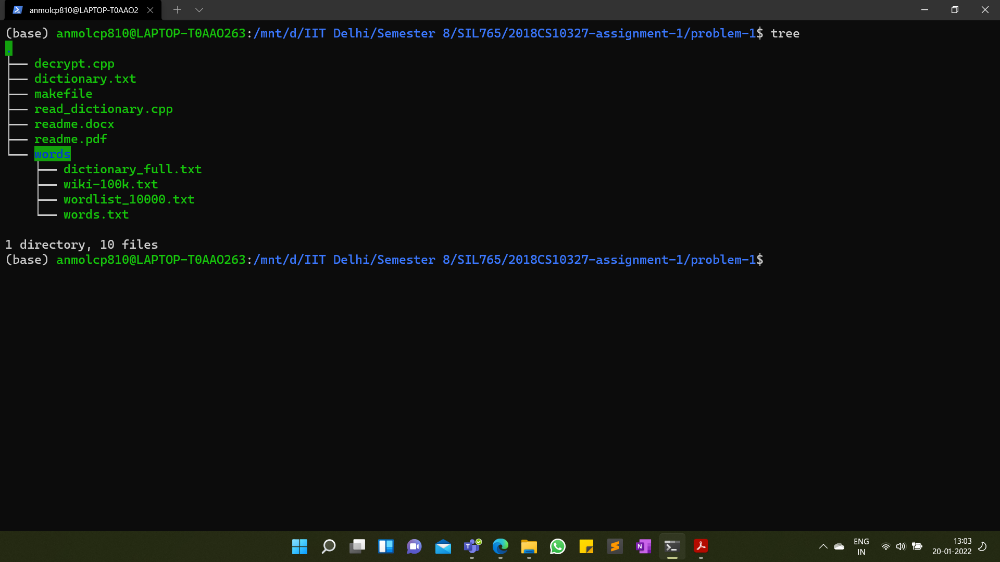 anmolcp810@LAPTOP-T0AAO2
(base) anmolcp810@LAPTOP-T0AAO263:/mnt/d/IIT Delhi/Semester 8/SIL765/2018CS10327-assignment-1/problem-1$ tree
.
├── decrypt.cpp
├── dictionary.txt
├── makefile
├── read_dictionary.cpp
├── readme.docx
├── readme.pdf
└── words
    ├── dictionary_full.txt
    ├── wiki-100k.txt
    ├── wordlist_10000.txt
    └── words.txt
1 directory, 10 files
(base) anmolcp810@LAPTOP-T0AAO263:/mnt/d/IIT Delhi/Semester 8/SIL765/2018CS10327-assignment-1/problem-1$
ENG
IN
13:03
20-01-2022